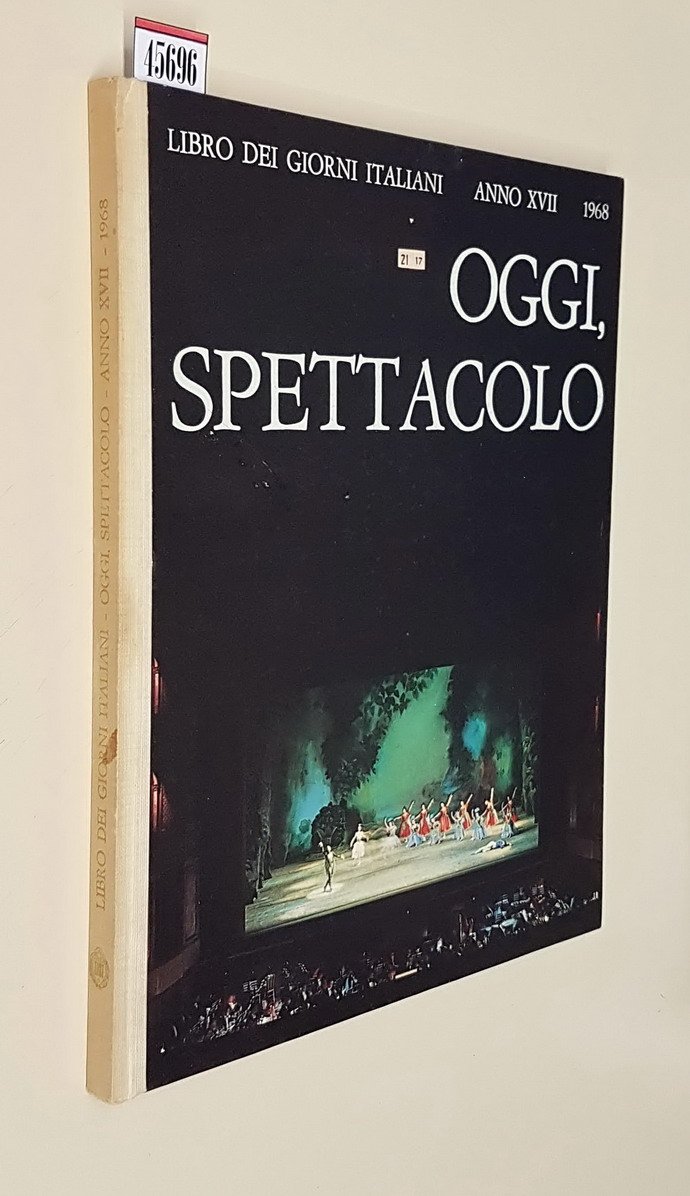 45696
LIBRO DEI GIORNI ITALIANI ANNO XVII 1968
21 17
OGGI,
SPETTACOLO
LIBRO DEI GIORNI ITALIANI - OGGI, SPETTACOLO - ANNO XVII - 1968